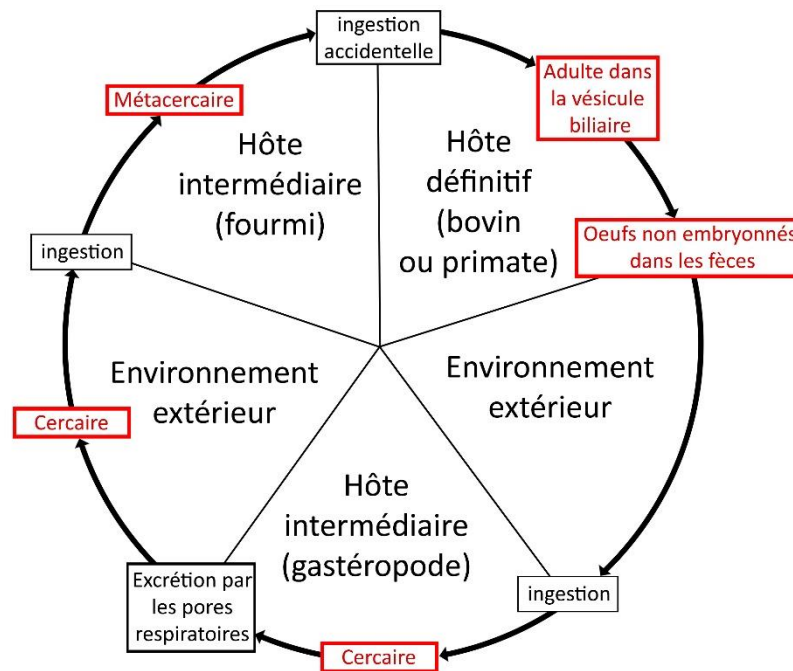 ingestion
accidentelle
Adulte dans
la vésicule
biliaire
Métacercaire
Hôte
intermédiaire
(fourmi)
Hôte
définitif
(bovin
ou primate)
ingestion
Oeufs non embryonnés
dans les fèces
Environnement
extérieur
Environnement
extérieur
Cercaire
Hôte
intermédiaire
(gastéropode)
Excrétion par
les pores
respiratoires
ingestion
Cercaire